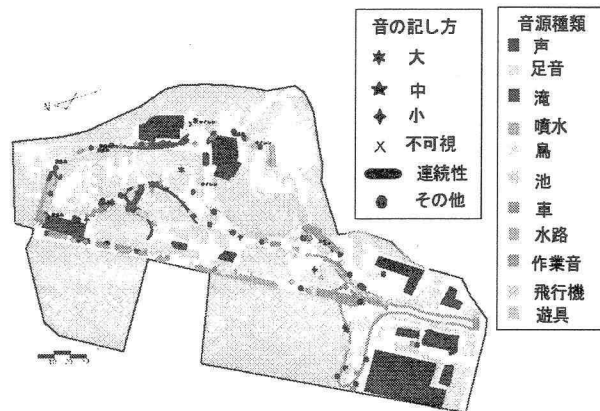 音の記し方
大
中
小
不可視
連続性
その他
音源種類
声
足音
滝
噴水
鳥
池
車
水路
作業音
飛行機
遊具